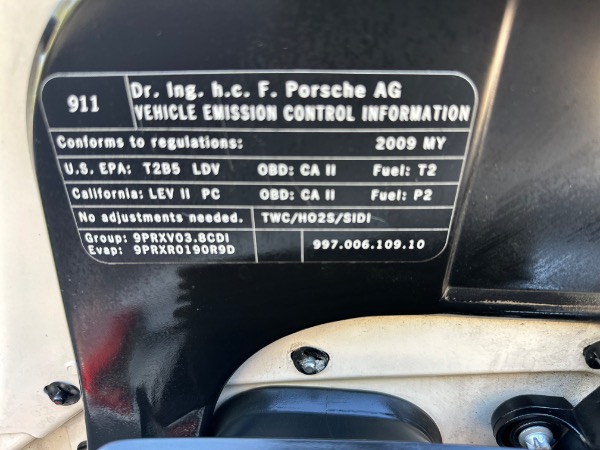 911
Dr. Ing. h.c. F. Porsche AG
VEHICLE EMISSION CONTROL INFORMATION
Conforms to regulations: 2009 MY
U.S. EPA: T2B5 LDV OBD: CA II Fuel: T2
California: LEV II PC OBD: CA II Fuel: P2
No adjustments needed. TWC/HO2S/SIDI
Group: 9PRXV03.8CDI
Evap: 9PRXR0190R9D
997.006.109.10